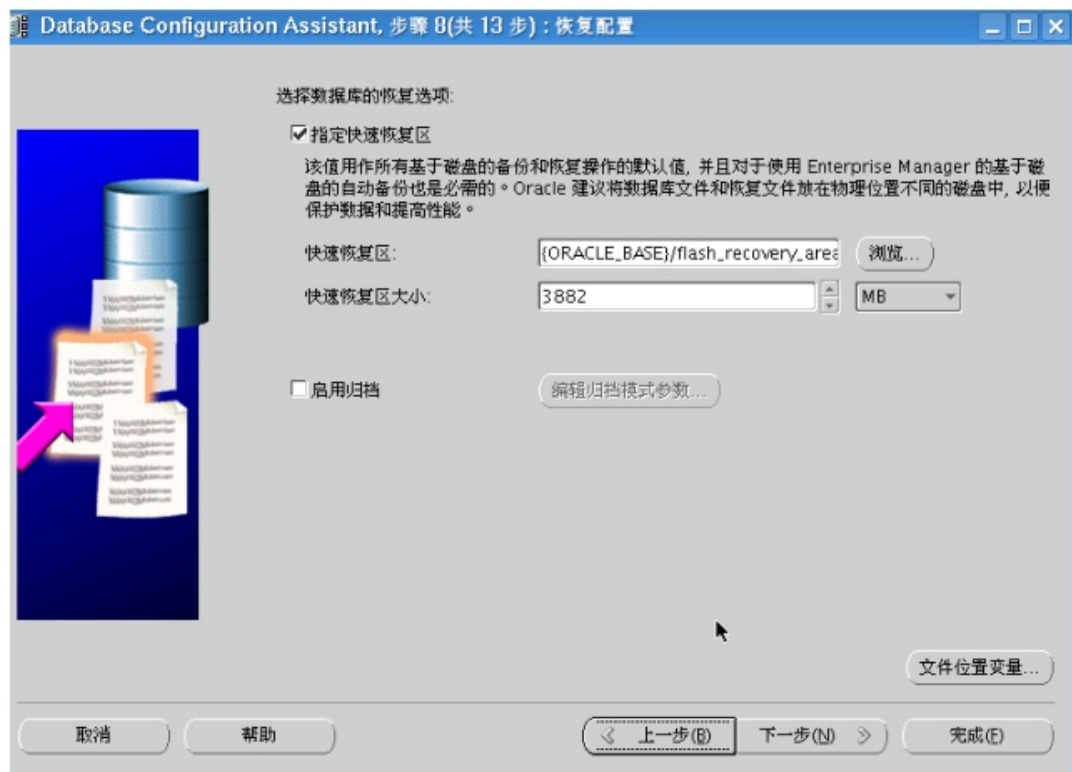 Database Configuration Assistant, 步骤 8(共 13 步) : 恢复配置
选择数据库的恢复选项:
指定快速恢复区
该值用作所有基于磁盘的备份和恢复操作的默认值, 并且对于使用 Enterprise Manager 的基于磁
盘的自动备份也是必需的。Oracle 建议将数据库文件和恢复文件放在物理位置不同的磁盘中, 以便
保护数据和提高性能。
快速恢复区: {ORACLE_BASE}/flash_recovery_area 浏览...
快速恢复区大小: 3882 MB
启用归档 编辑归档模式参数...
文件位置变量...
取消 帮助 上一步(B) 下一步(N) 完成(F)